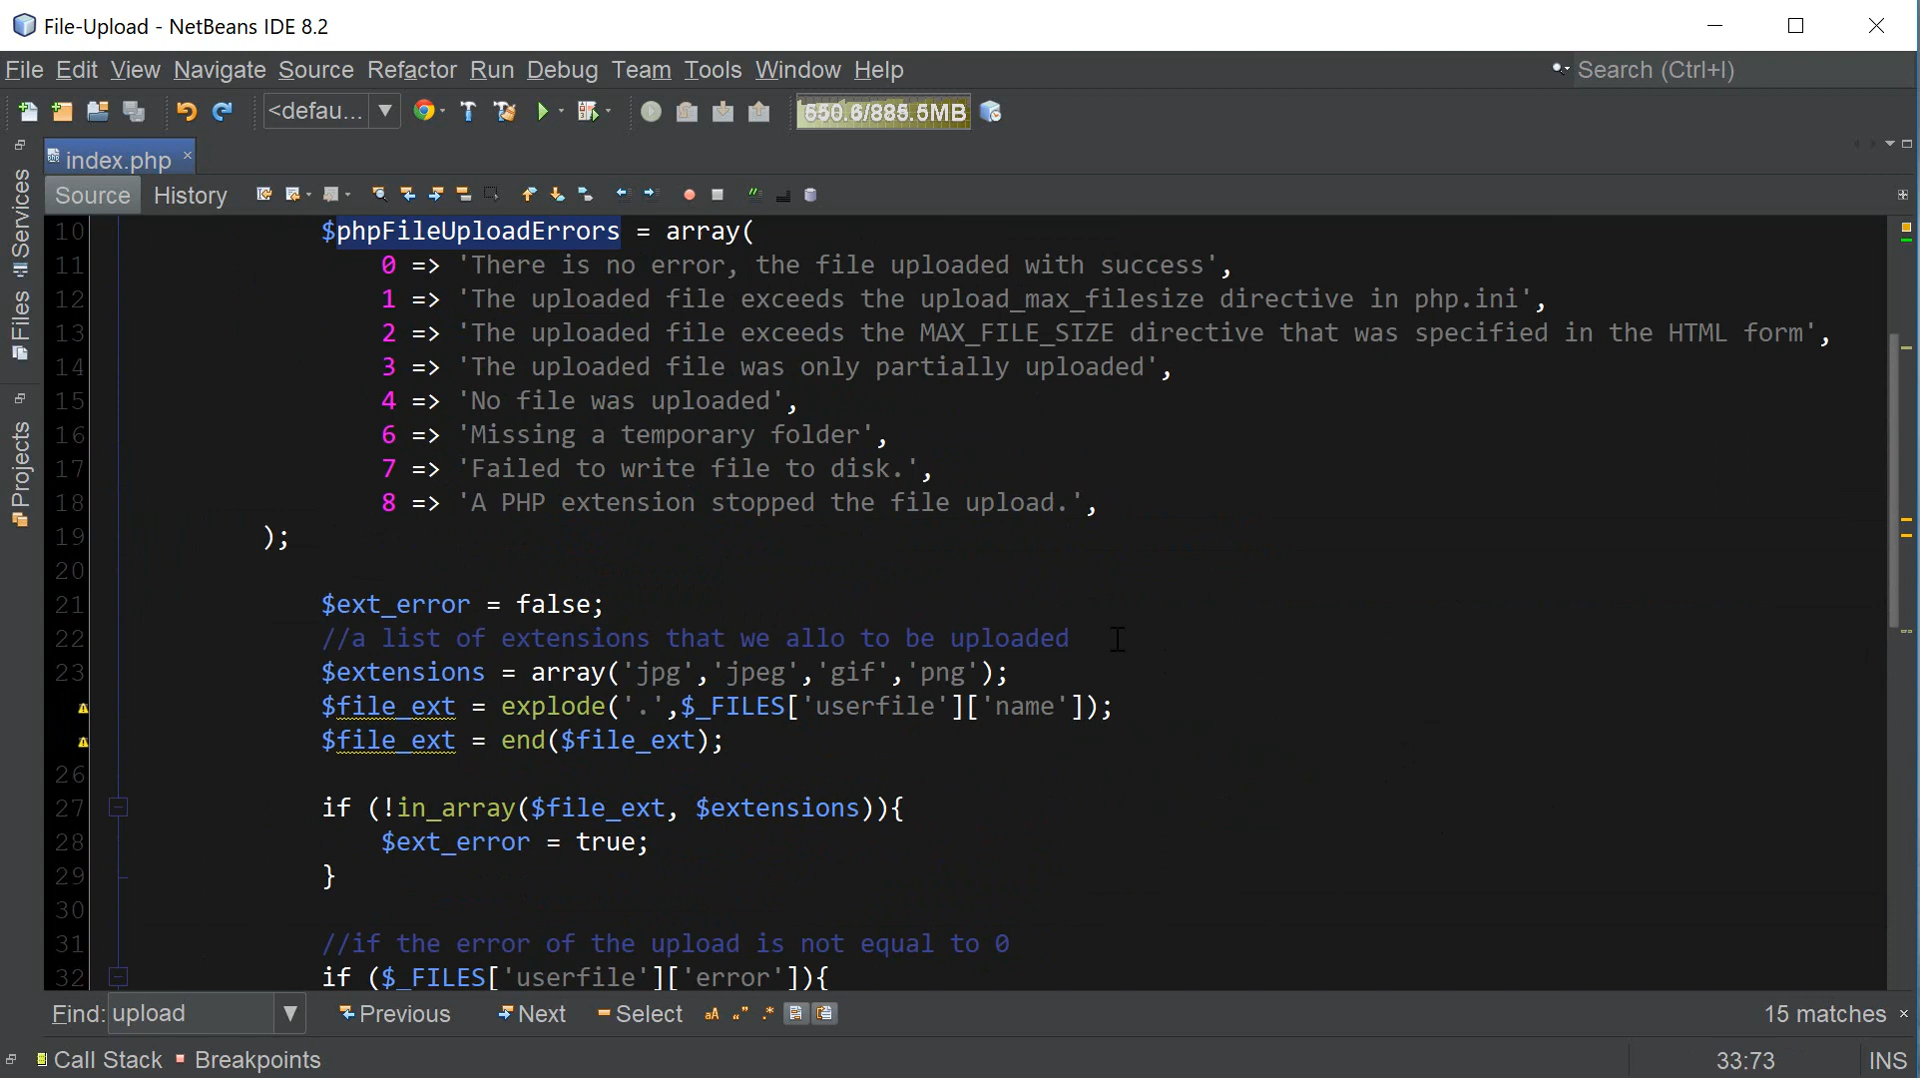 File-Upload - NetBeans IDE 8.2
File Edit View Navigate Source Refactor Run Debug Team Tools Window Help
Search (Ctrl+I)
<defau...
650.6/885.5MB
index.php
Source History
Services
Files
Projects
10 $phpFileUploadErrors = array(
11 0 => 'There is no error, the file uploaded with success',
12 1 => 'The uploaded file exceeds the upload_max_filesize directive in php.ini',
13 2 => 'The uploaded file exceeds the MAX_FILE_SIZE directive that was specified in the HTML form',
14 3 => 'The uploaded file was only partially uploaded',
15 4 => 'No file was uploaded',
16 6 => 'Missing a temporary folder',
17 7 => 'Failed to write file to disk.',
18 8 => 'A PHP extension stopped the file upload.',
19 );
20
21 $ext_error = false;
22 //a list of extensions that we allo to be uploaded
23 $extensions = array('jpg','jpeg','gif','png');
$file_ext = explode('.',$_FILES['userfile']['name']);
$file_ext = end($file_ext);
26
27 if (!in_array($file_ext, $extensions)){
28 $ext_error = true;
29 }
30
31 //if the error of the upload is not equal to 0
32 if ($_FILES['userfile']['error']){
Find: upload Previous Next Select 15 matches
Call Stack Breakpoints 33:73 INS